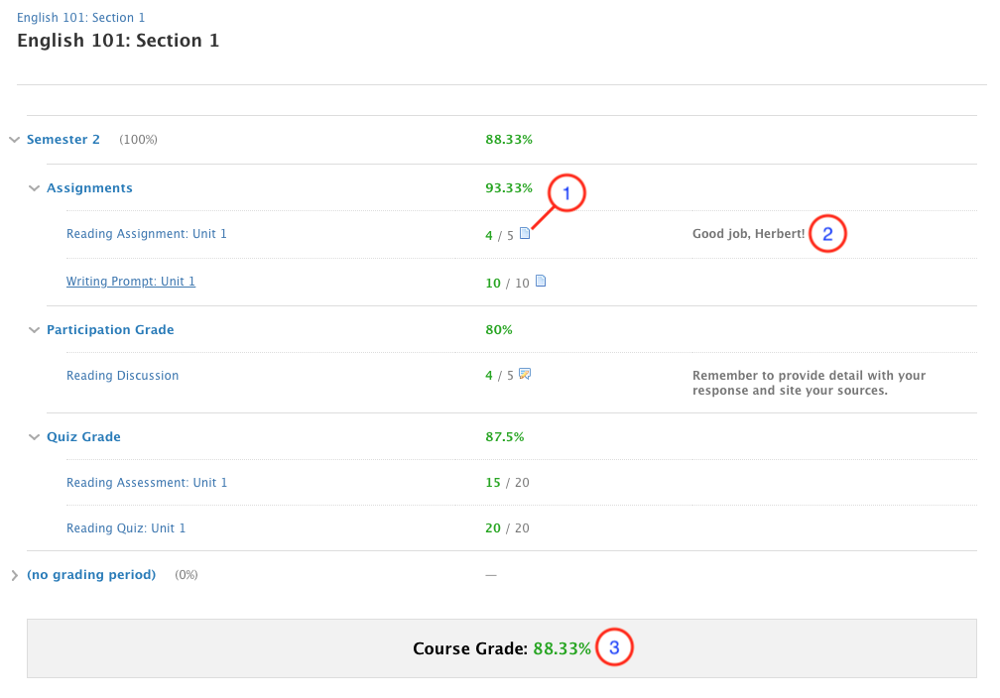 English 101: Section 1
English 101: Section 1
Semester 2 (100%) 88.33%
Assignments 93.33% 1
Reading Assignment: Unit 1 4 / 5 Good job, Herbert! 2
Writing Prompt: Unit 1 10 / 10
Participation Grade 80%
Reading Discussion 4 / 5 Remember to provide detail with your
response and site your sources.
Quiz Grade 87.5%
Reading Assessment: Unit 1 15 / 20
Reading Quiz: Unit 1 20 / 20
(no grading period) (0%) —
Course Grade: 88.33% 3